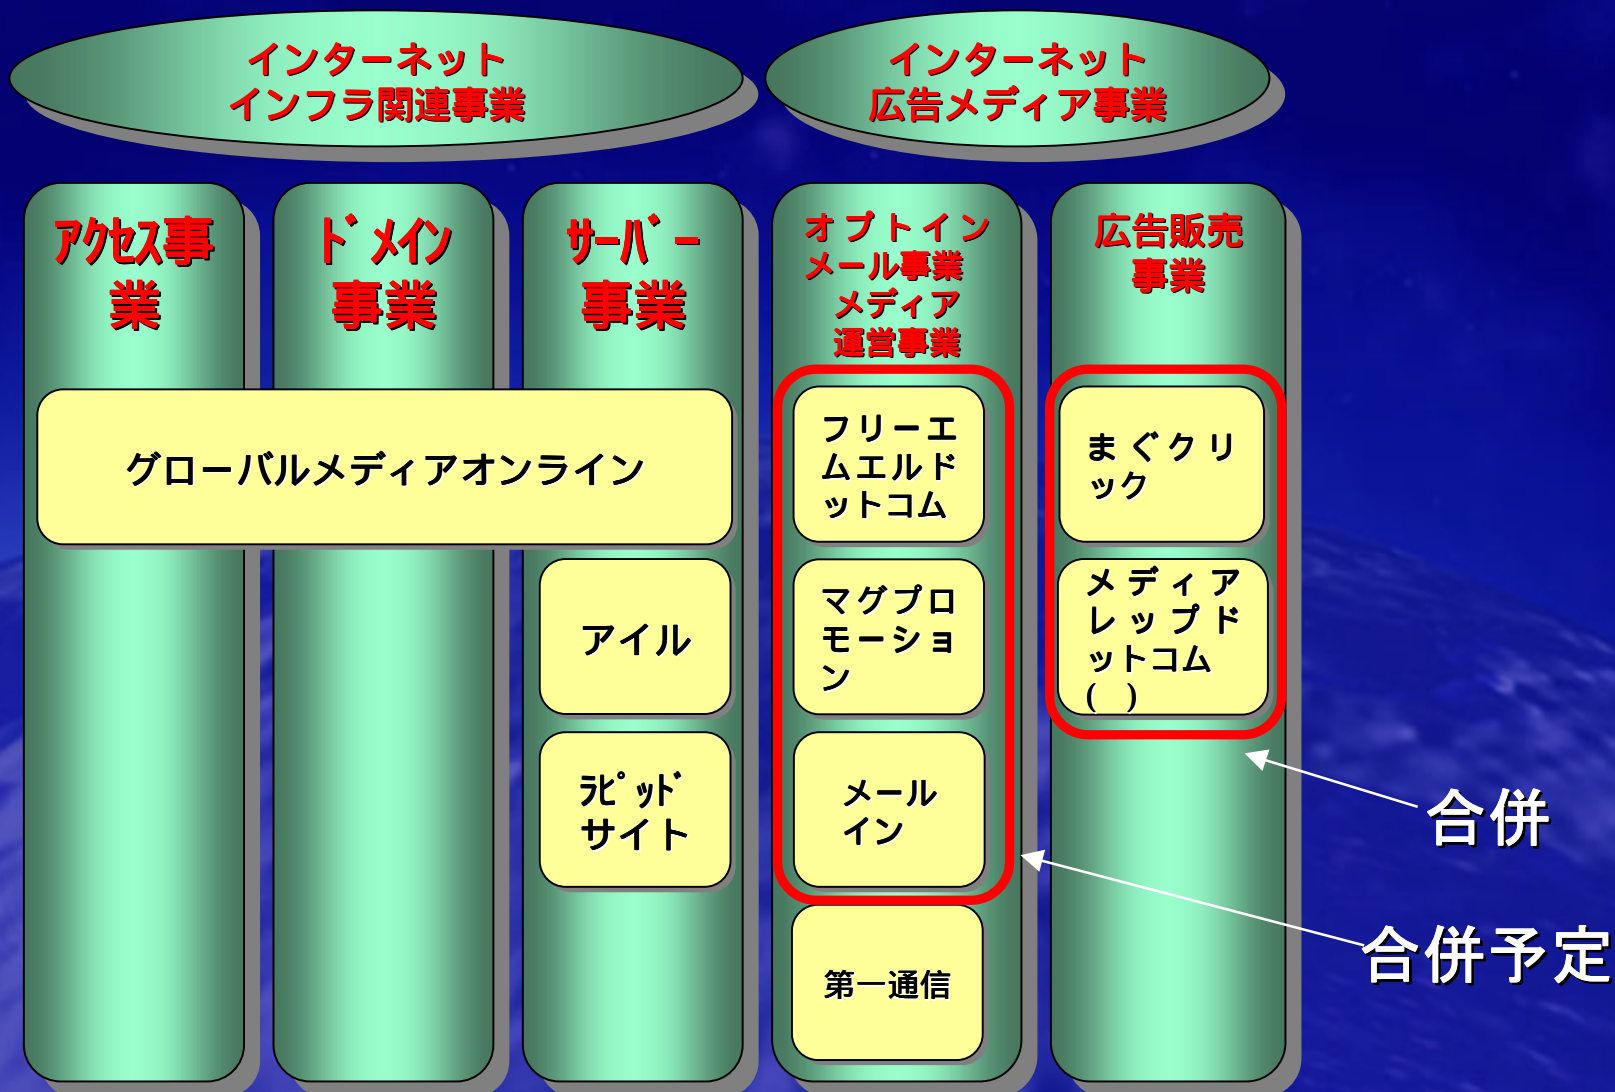 インターネット
インフラ関連事業
インターネット
広告メディア事業
ｱｸｾｽ事
業
ﾄﾞﾒｲﾝ
事業
ｻｰﾊﾞｰ
事業
オプトイン
メール事業
メディア
運営事業
広告販売
事業
グローバルメディアオンライン
アイル
ﾗﾋﾟｯﾄﾞ
サイト
フリーエ
ムエルド
ットコム
マグプロ
モーショ
ン
メール
イン
第一通信
まぐクリ
ック
メディア
レップド
ットコム
( )
合併
合併予定